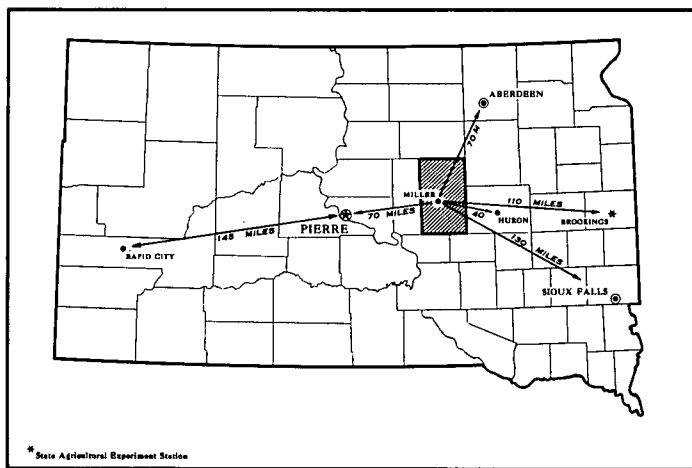 ABERDEEN
70 M
MILLER
110 MILES
70 MILES
40
HURON
BROOKINGS *
PIERRE
145 MILES
130 MILES
RAPID CITY
SIOUX FALLS
* State Agricultural Experiment Station